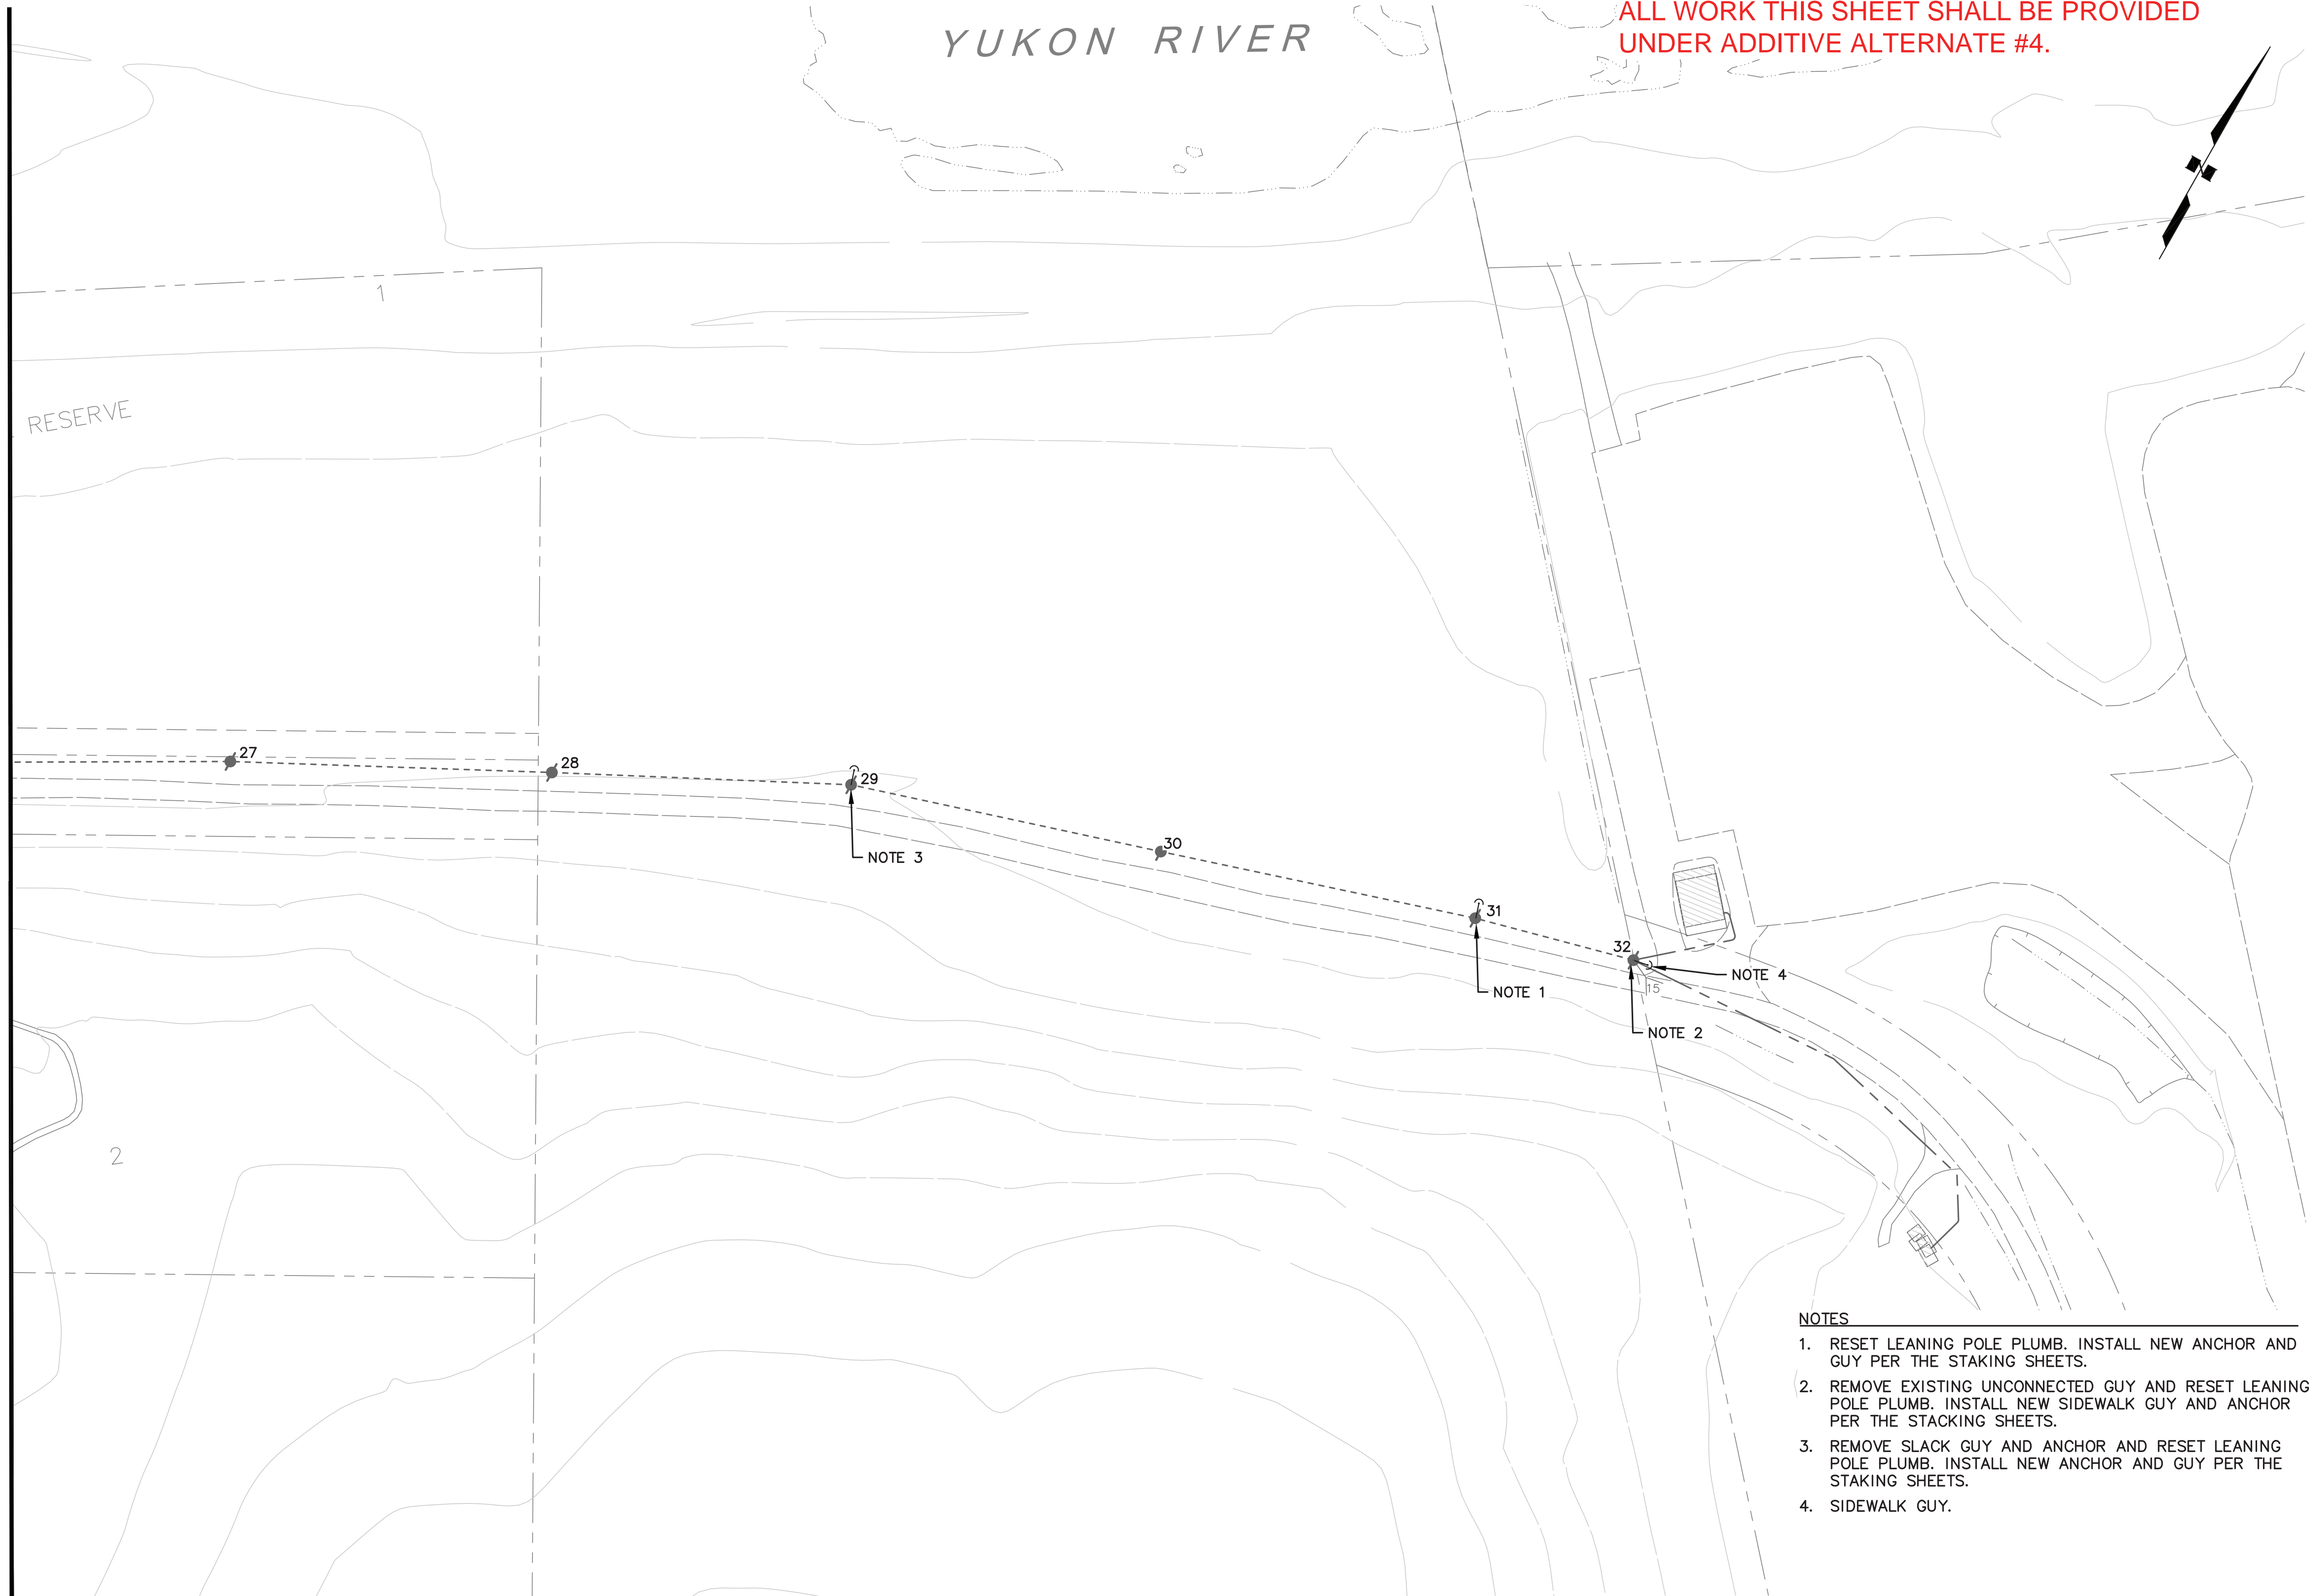 ALL WORK THIS SHEET SHALL BE PROVIDED
UNDER ADDITIVE ALTERNATE #4.
YUKON RIVER
N
1
RESERVE
27
28
29
NOTE 3
30
31
NOTE 1
32
NOTE 4
15
NOTE 2
2
NOTES
1. RESET LEANING POLE PLUMB. INSTALL NEW ANCHOR AND
GUY PER THE STAKING SHEETS.
2. REMOVE EXISTING UNCONNECTED GUY AND RESET LEANING
POLE PLUMB. INSTALL NEW SIDEWALK GUY AND ANCHOR
PER THE STACKING SHEETS.
3. REMOVE SLACK GUY AND ANCHOR AND RESET LEANING
POLE PLUMB. INSTALL NEW ANCHOR AND GUY PER THE
STAKING SHEETS.
4. SIDEWALK GUY.